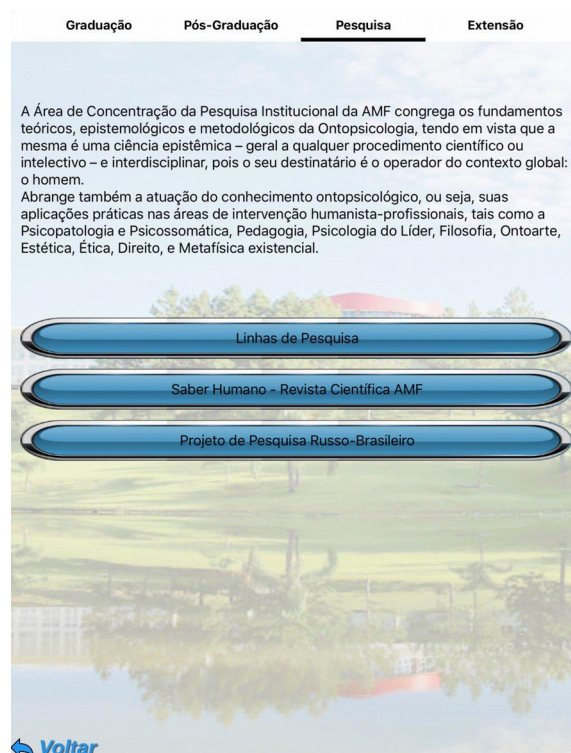 Graduação Pós-Graduação Pesquisa Extensão
A Área de Concentração da Pesquisa Institucional da AMF congrega os fundamentos
teóricos, epistemológicos e metodológicos da Ontopsicologia, tendo em vista que a
mesma é uma ciência epistêmica – geral a qualquer procedimento científico ou
intelectivo – e interdisciplinar, pois o seu destinatário é o operador do contexto global:
o homem.
Abrange também a atuação do conhecimento ontopsicológico, ou seja, suas
aplicações práticas nas áreas de intervenção humanista-profissionais, tais como a
Psicopatologia e Psicossomática, Pedagogia, Psicologia do Líder, Filosofia, Ontoarte,
Estética, Ética, Direito, e Metafísica existencial.
Linhas de Pesquisa
Saber Humano - Revista Científica AMF
Projeto de Pesquisa Russo-Brasileiro
Voltar